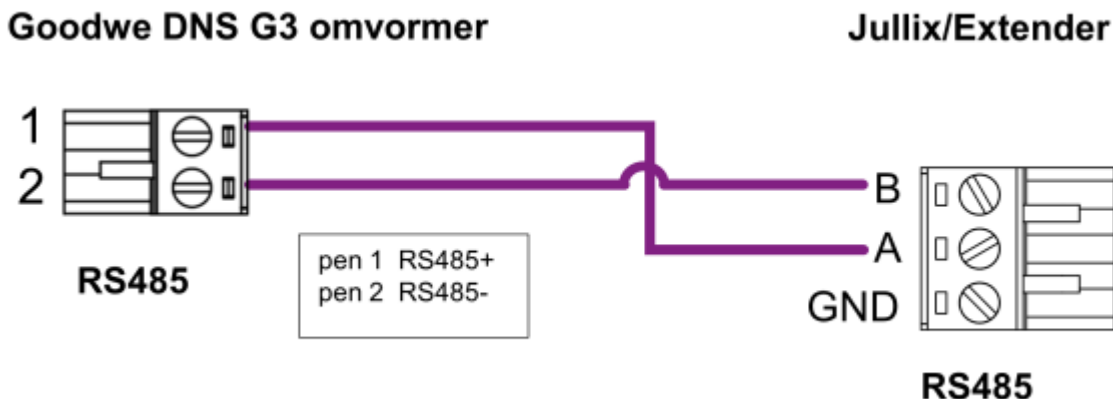 Goodwe DNS G3 omvormer
Jullix/Extender
1
2
B
A
GND
RS485
pen 1 RS485+
pen 2 RS485-
RS485